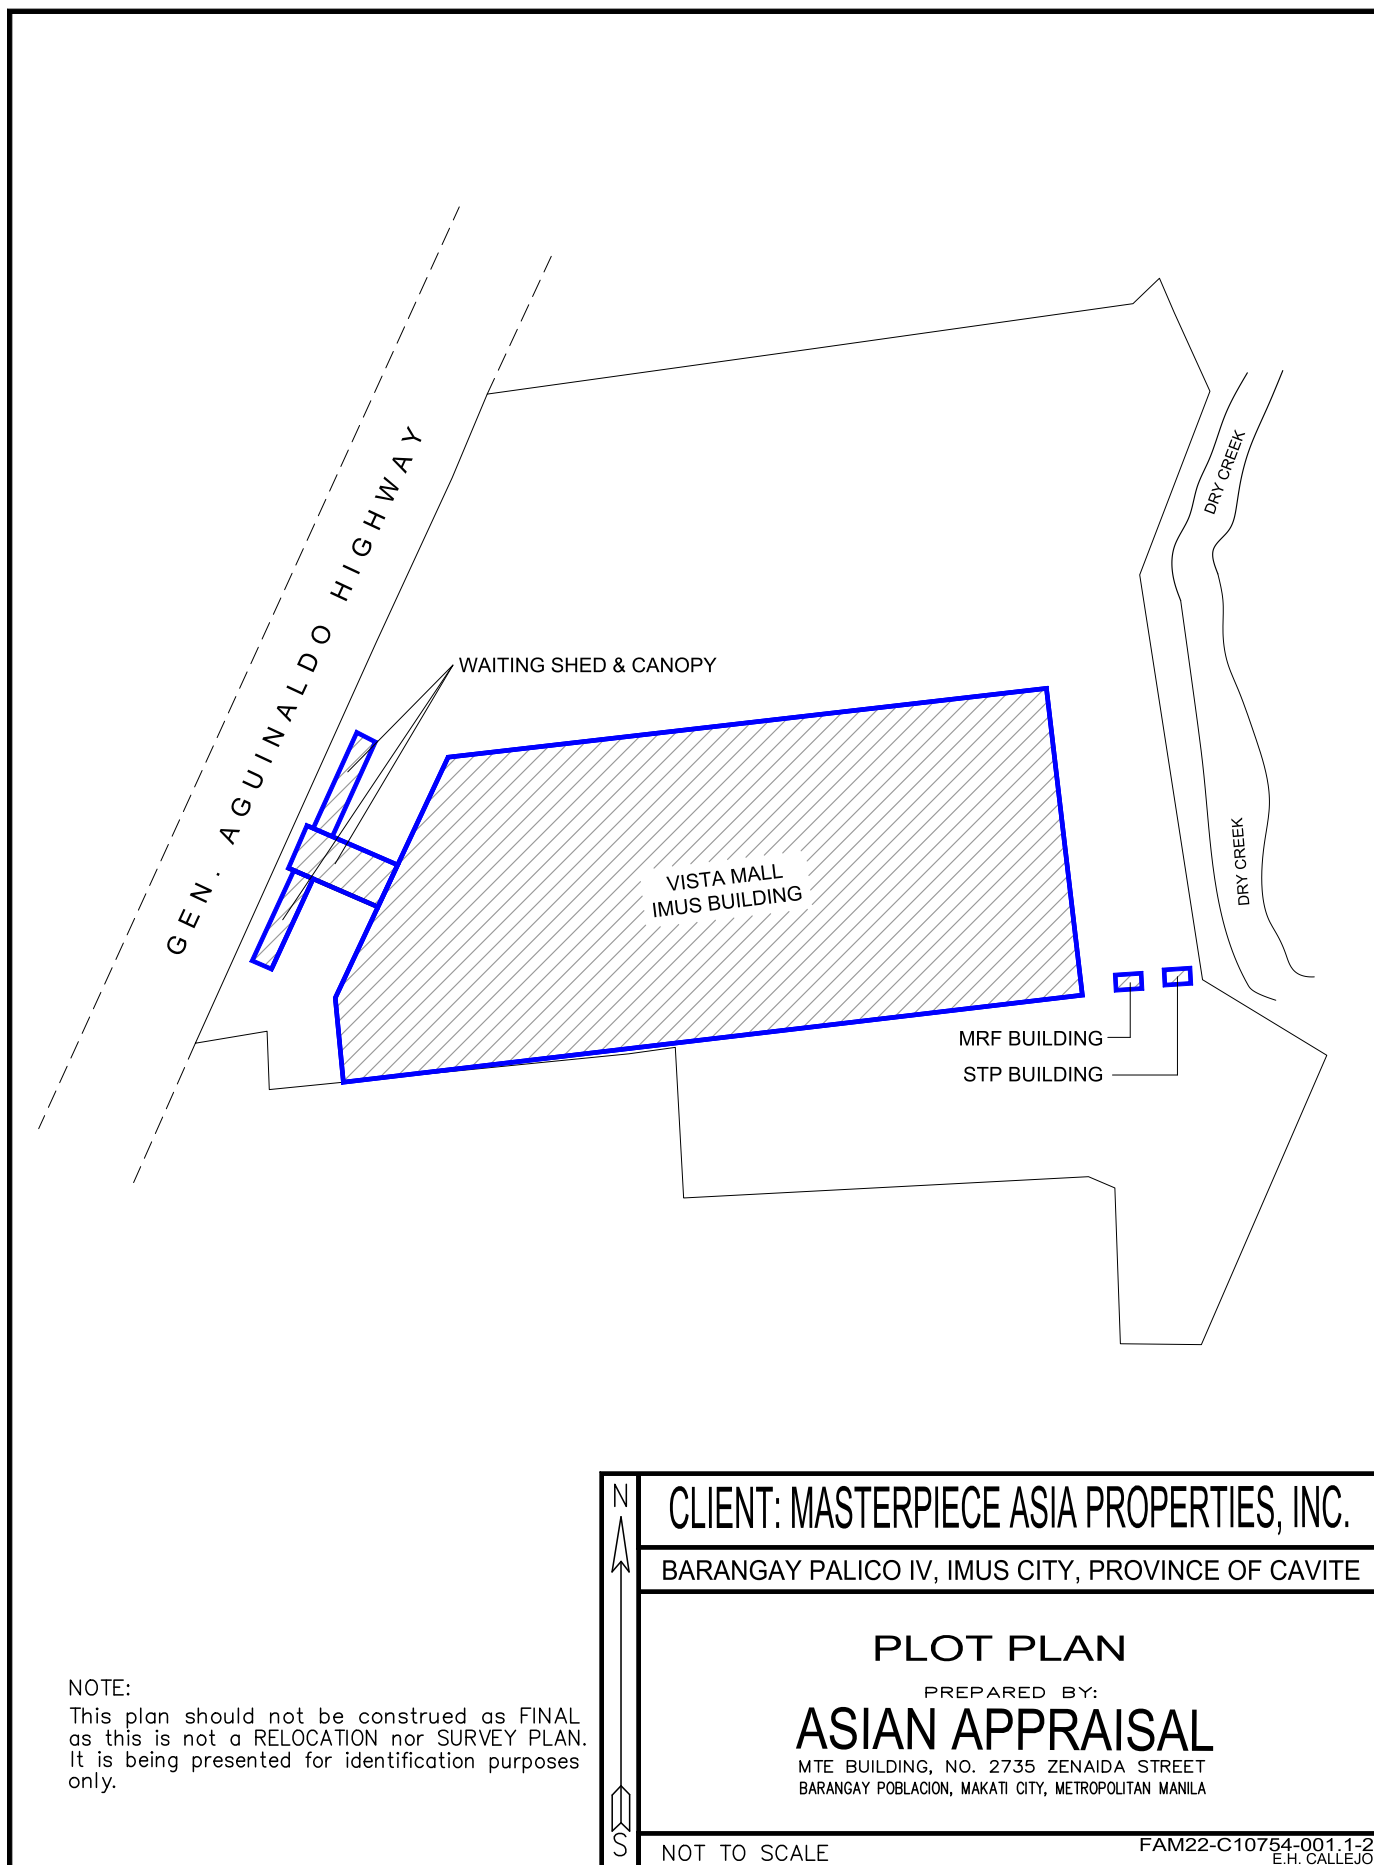 GEN. AGUINALDO HIGHWAY
DRY CREEK
WAITING SHED & CANOPY
VISTA MALL
IMUS BUILDING
DRY CREEK
MRF BUILDING
STP BUILDING
NOTE:
This plan should not be construed as FINAL
as this is not a RELOCATION nor SURVEY PLAN.
It is being presented for identification purposes
only.
N
S
CLIENT: MASTERPIECE ASIA PROPERTIES, INC.
BARANGAY PALICO IV, IMUS CITY, PROVINCE OF CAVITE
PLOT PLAN
PREPARED BY:
ASIAN APPRAISAL
MTE BUILDING, NO. 2735 ZENAIDA STREET
BARANGAY POBLACION, MAKATI CITY, METROPOLITAN MANILA
NOT TO SCALE
FAM22-C10754-001.1-2
E.H. CALLEJO